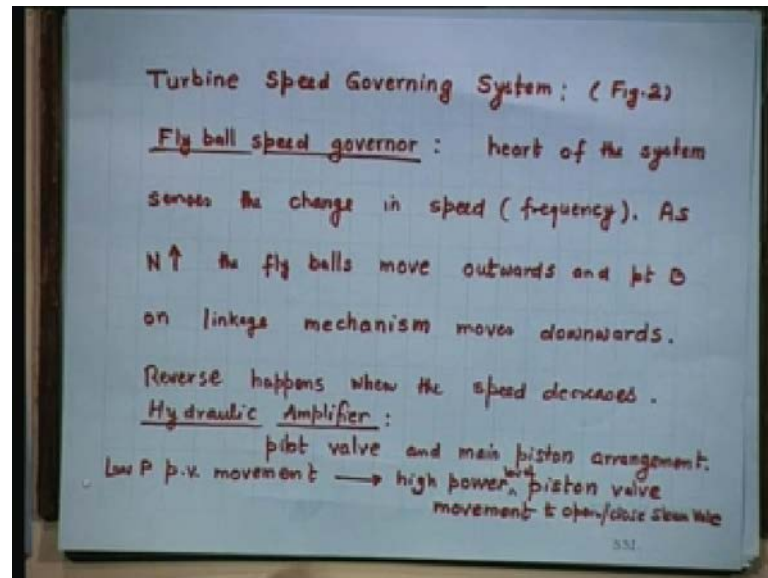 Turbine Speed Governing System: (Fig.2)
Fly ball speed governor: heart of the system
senses the change in speed (frequency). As
N↑ the fly balls move outwards and pt B
on linkage mechanism moves downwards.
Reverse happens when the speed decreases.
Hydraulic Amplifier:
pilot valve and main piston arrangement.
Low P p.v. movement → high power level piston valve
movement to open/close steam valve
531